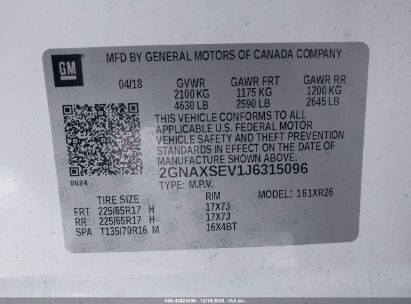 GM
MFD BY GENERAL MOTORS OF CANADA COMPANY
04/18 GVWR GAWR FRT GAWR RR
2100 KG 1175 KG 1200 KG
4630 LB 2590 LB 2645 LB
THIS VEHICLE CONFORMS TO ALL
APPLICABLE U.S. FEDERAL MOTOR
VEHICLE SAFETY AND THEFT PREVENTION
STANDARDS IN EFFECT ON THE DATE OF
MANUFACTURE SHOWN ABOVE.
8624
2GNAXSEV1J6315096
TYPE: M.P.V.
TIRE SIZE RIM 161XR26
FRT 225/65R17 H 17X7J
RR 225/65R17 H 17X7J
SPA T135/70R16 M 16X4BT